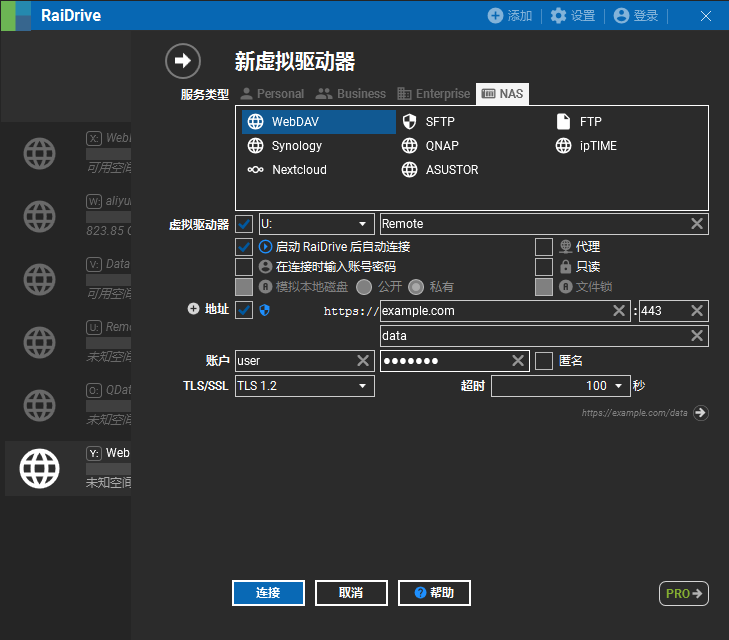 RaiDrive
添加
设置
登录
新虚拟驱动器
服务类型
Personal
Business
Enterprise
NAS
WebDAV
SFTP
FTP
Synology
QNAP
ipTIME
Nextcloud
ASUSTOR
X:
可用空间
W: aliyu
823.85
V: Data
可用空间
U: Rem
未知空间
O: QDat
未知空间
Y: Web
未知空间
虚拟驱动器
U:
Remote
启动 RaiDrive 后自动连接
代理
在连接时输入账号密码
只读
模拟本地磁盘
公开
私有
文件锁
地址
https://
example.com
: 443
data
账户
user
●●●●●●●
匿名
TLS/SSL
TLS 1.2
超时
100
秒
https://example.com/data
连接
取消
帮助
PRO